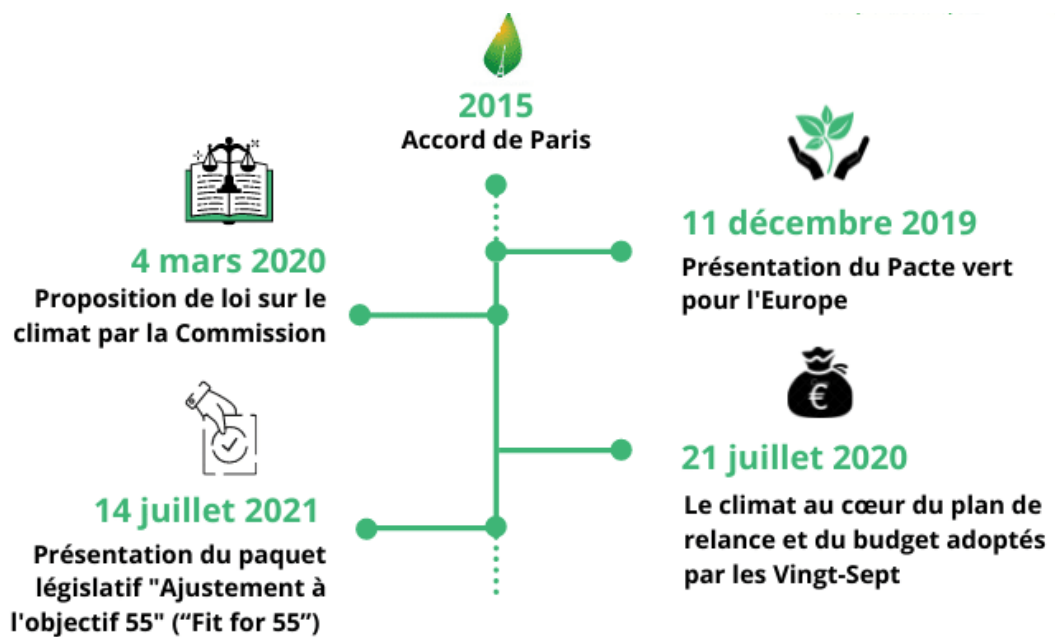 2015
Accord de Paris
11 décembre 2019
Présentation du Pacte vert
pour l'Europe
4 mars 2020
Proposition de loi sur le
climat par la Commission
€
21 juillet 2020
Le climat au cœur du plan de
relance et du budget adoptés
par les Vingt-Sept
14 juillet 2021
Présentation du paquet
législatif "Ajustement à
l'objectif 55" (“Fit for 55”)